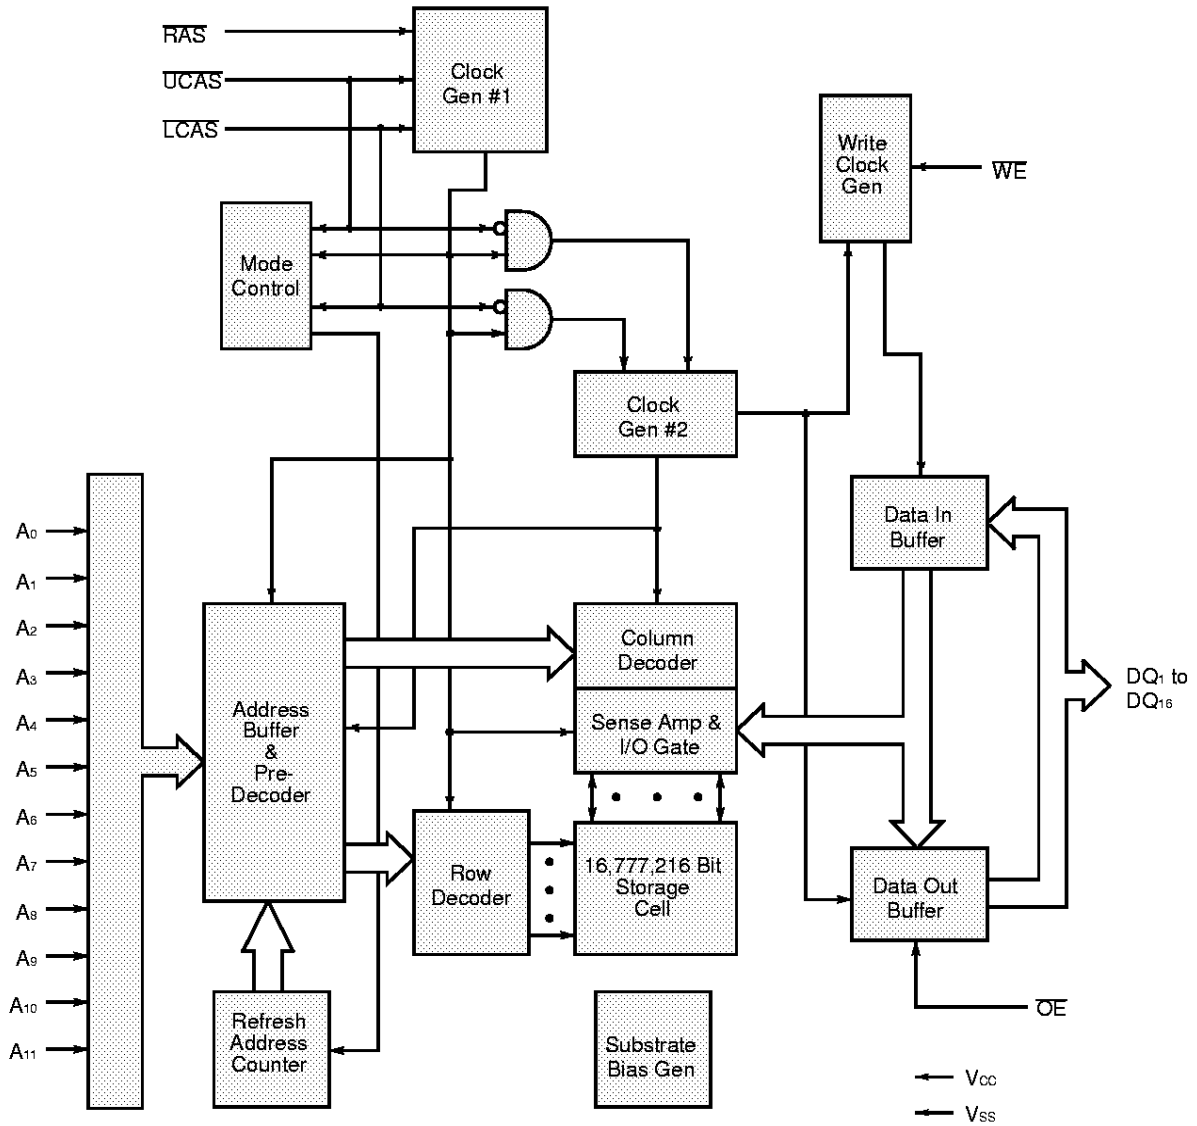 RAS
UCAS
LCAS
Clock
Gen #1
Write
Clock
Gen
WE
Mode
Control
Clock
Gen #2
A0
A1
A2
A3
A4
A5
A6
A7
A8
A9
A10
A11
Address
Buffer
&
Pre-
Decoder
Column
Decoder
Sense Amp &
I/O Gate
Data In
Buffer
DQ1 to
DQ16
Row
Decoder
16,777,216 Bit
Storage
Cell
Data Out
Buffer
OE
Refresh
Address
Counter
Substrate
Bias Gen
VCC
VSS